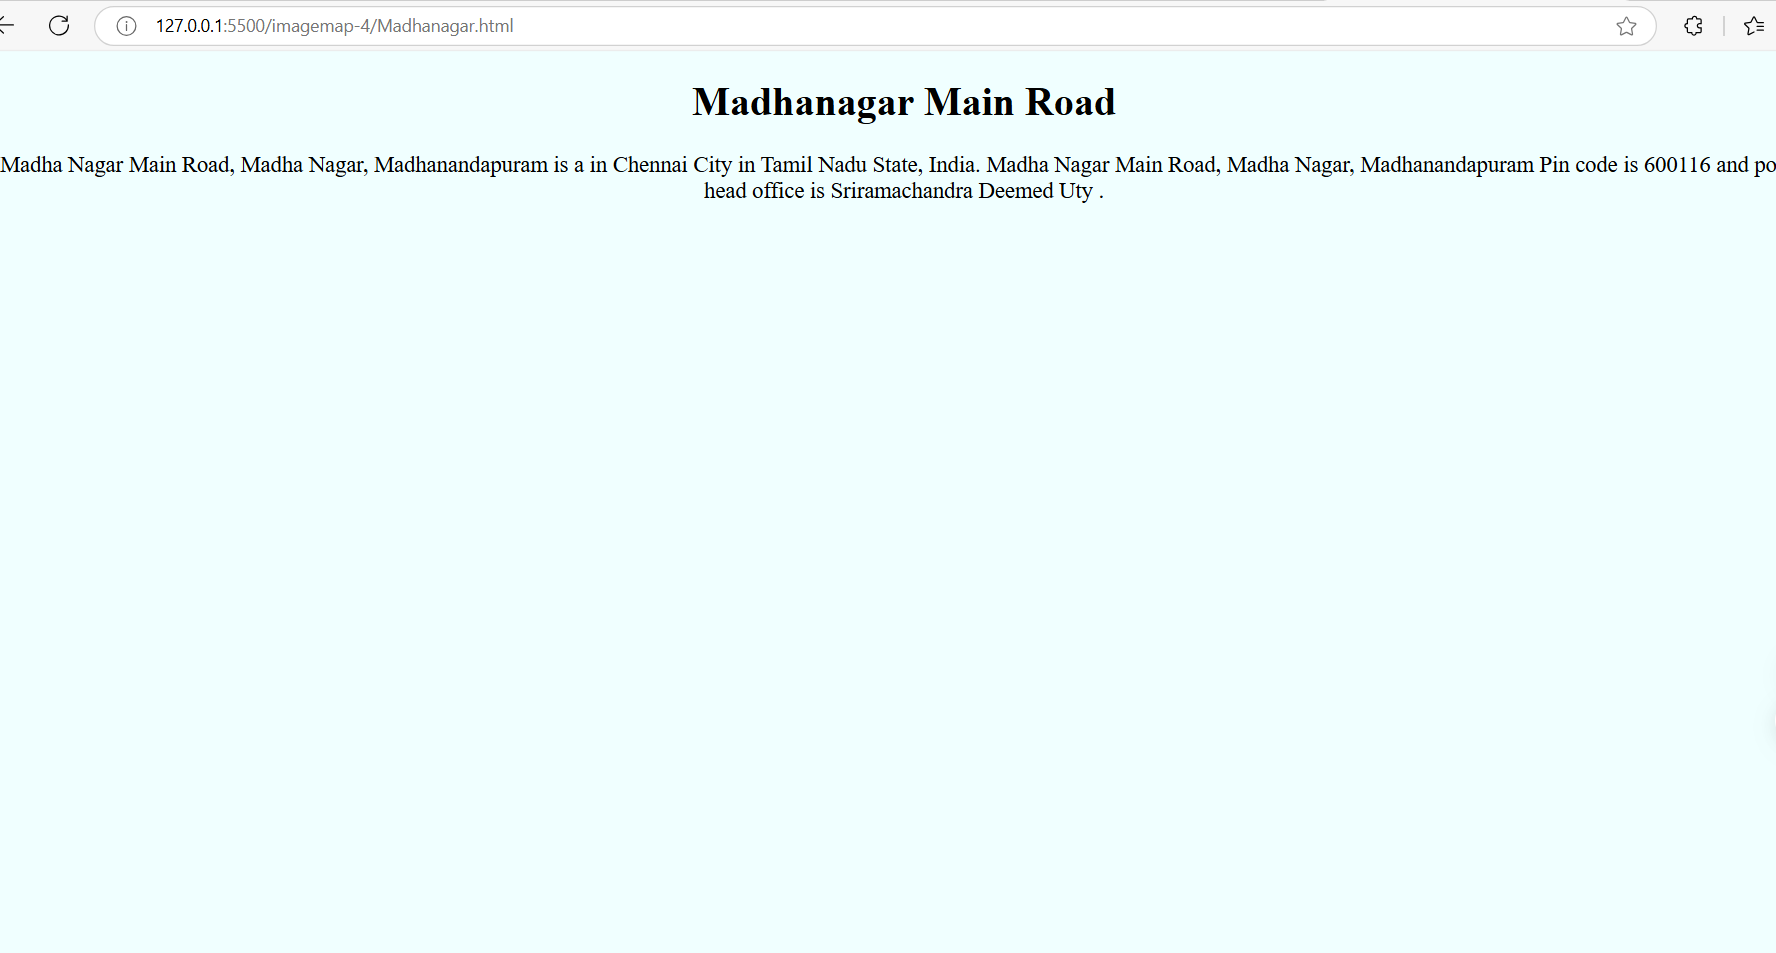 127.0.0.1:5500/imagemap-4/Madhanagar.html
Madhanagar Main Road
Madha Nagar Main Road, Madha Nagar, Madhanandapuram is a in Chennai City in Tamil Nadu State, India. Madha Nagar Main Road, Madha Nagar, Madhanandapuram Pin code is 600116 and po
head office is Sriramachandra Deemed Uty .